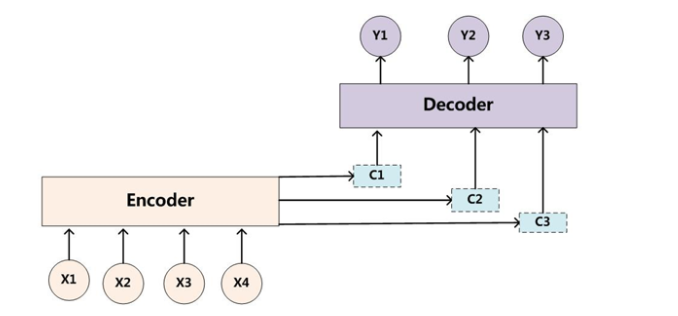 Y1 Y2 Y3
Decoder
C1
Encoder
C2
C3
X1 X2 X3 X4